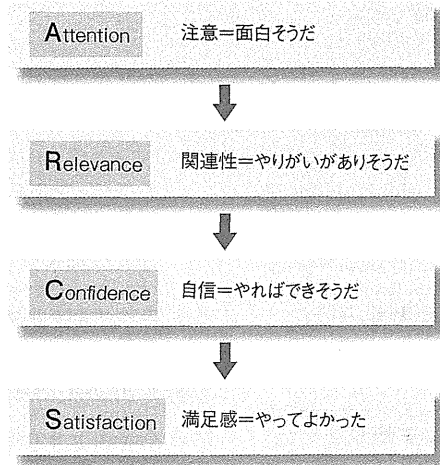 Attention 注意=面白そうだ
Relevance 関連性=やりがいがありそうだ
Confidence 自信=やればできそうだ
Satisfaction 満足感=やってよかった